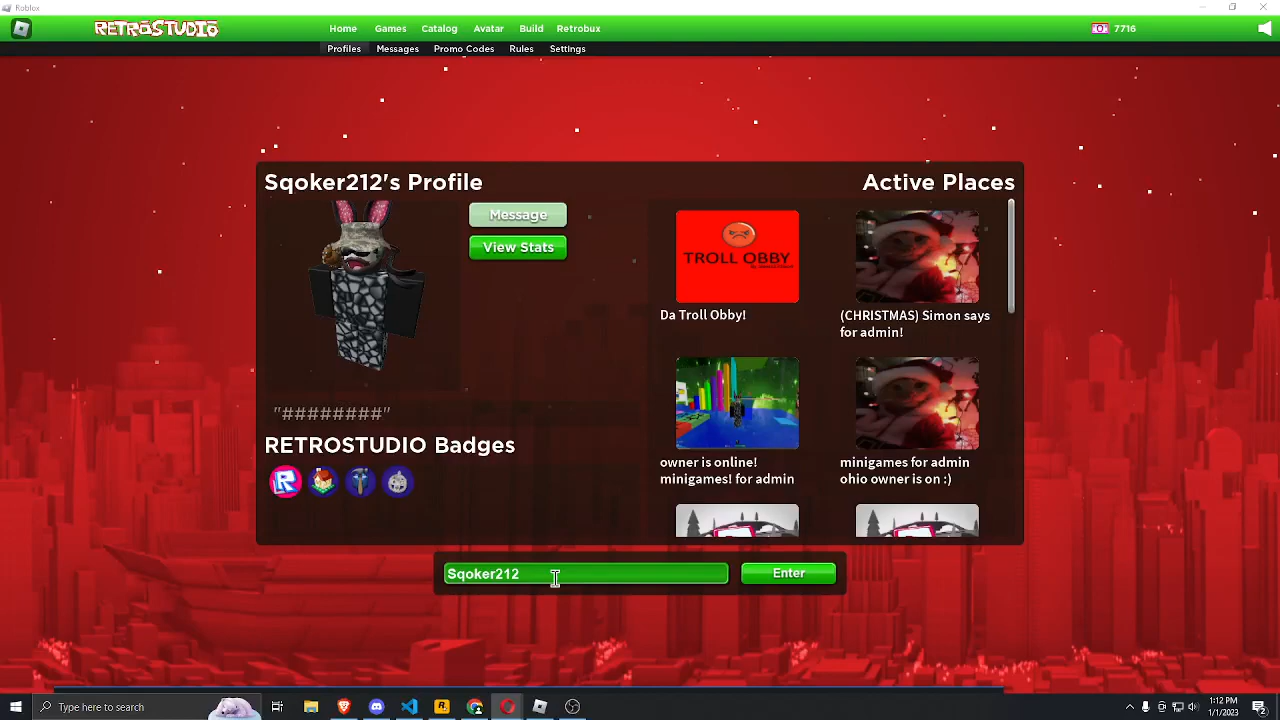 Roblox
RETROSTUDIO
Home
Games
Catalog
Avatar
Build
Retrobux
7716
Profiles
Messages
Promo Codes
Rules
Settings
Sqoker212's Profile
Active Places
Message
View Stats
TROLL OBBY
Da Troll Obby!
(CHRISTMAS) Simon says
for admin!
owner is online!
minigames! for admin
minigames for admin
ohio owner is on :)
"########"
RETROSTUDIO Badges
Sqoker212
Enter
Type here to search
1:12 PM
1/1/2023
2